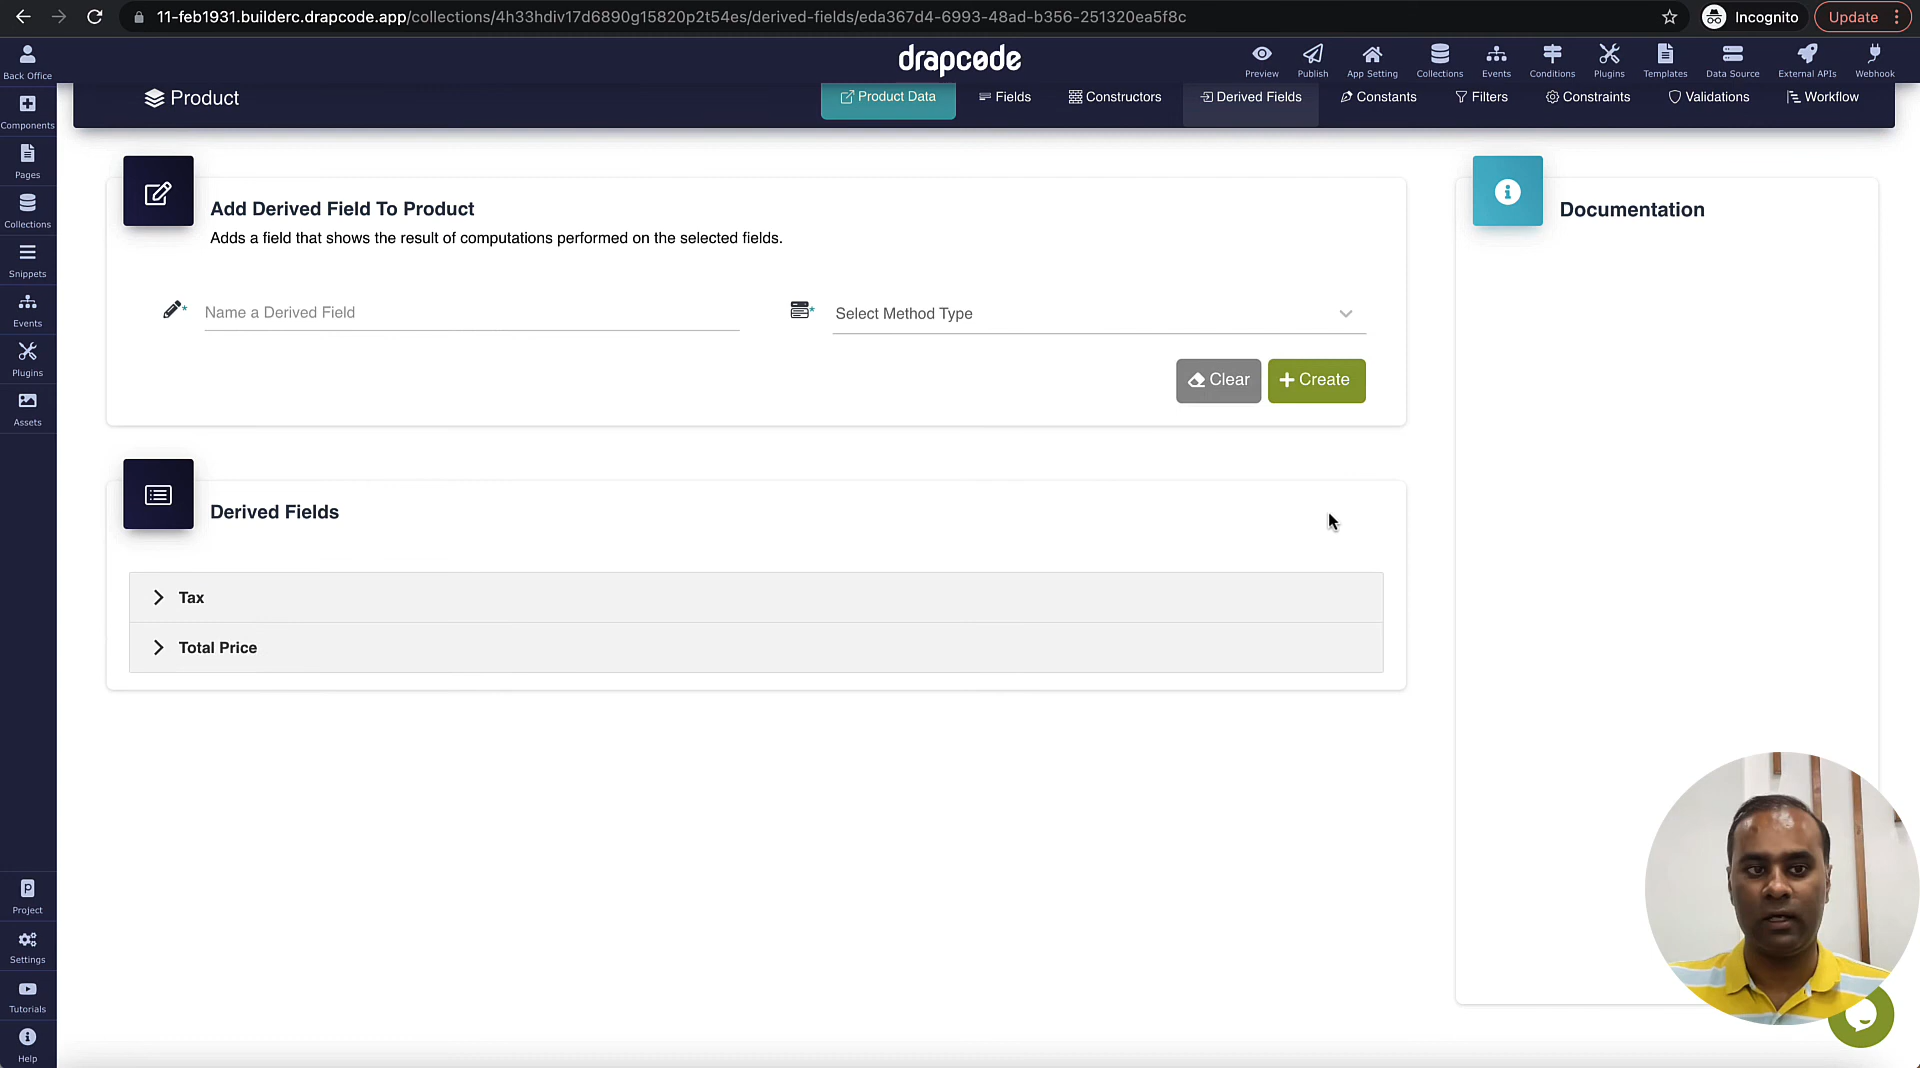 11-feb1931.builderc.drapcode.app/collections/4h33hdiv17d6890g15820p2t54es/derived-fields/eda367d4-6993-48ad-b356-251320ea5f8c
Incognito
Update
Back Office
drapcode
Preview
Publish
App Setting
Collections
Events
Conditions
Plugins
Templates
Data Source
External APIs
Webhook
Product
Product Data
Fields
Constructors
Derived Fields
Constants
Filters
Constraints
Validations
Workflow
Components
Pages
Collections
Snippets
Events
Plugins
Assets
Project
Settings
Tutorials
Help
Add Derived Field To Product
Adds a field that shows the result of computations performed on the selected fields.
Name a Derived Field
*
Select Method Type
*
Clear
Create
Documentation
Derived Fields
Tax
Total Price